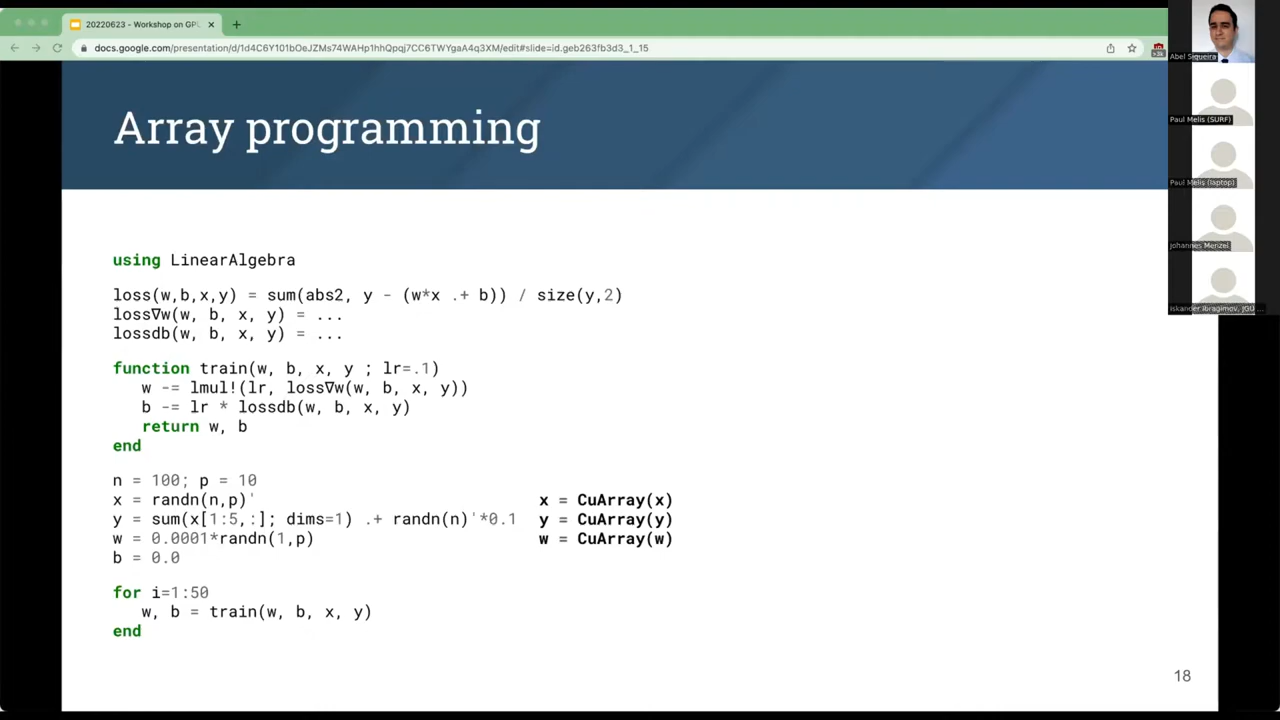 20220623 - Workshop on GPU
docs.google.com/presentation/d/1d4C6Y101bOeJZMs74WAHp1hhQpqj7CC6TWYgaA4q3XM/edit#slide=id.geb263fb3d3_1_15
Array programming
using LinearAlgebra
loss(w,b,x,y) = sum(abs2, y - (w*x .+ b)) / size(y,2)
loss∇w(w, b, x, y) = ...
lossdb(w, b, x, y) = ...
function train(w, b, x, y ; lr=.1)
w -= lmul!(lr, loss∇w(w, b, x, y))
b -= lr * lossdb(w, b, x, y)
return w, b
end
n = 100; p = 10
x = randn(n,p)'
x = CuArray(x)
y = sum(x[1:5,:]; dims=1) .+ randn(n)'*0.1
y = CuArray(y)
w = 0.0001*randn(1,p)
w = CuArray(w)
b = 0.0
for i=1:50
w, b = train(w, b, x, y)
end
18
Abel Siqueira
Paul Melis (SURF)
Paul Melis (laptop)
Johannes Menzel
Iskander Ibragimov, JGU ...